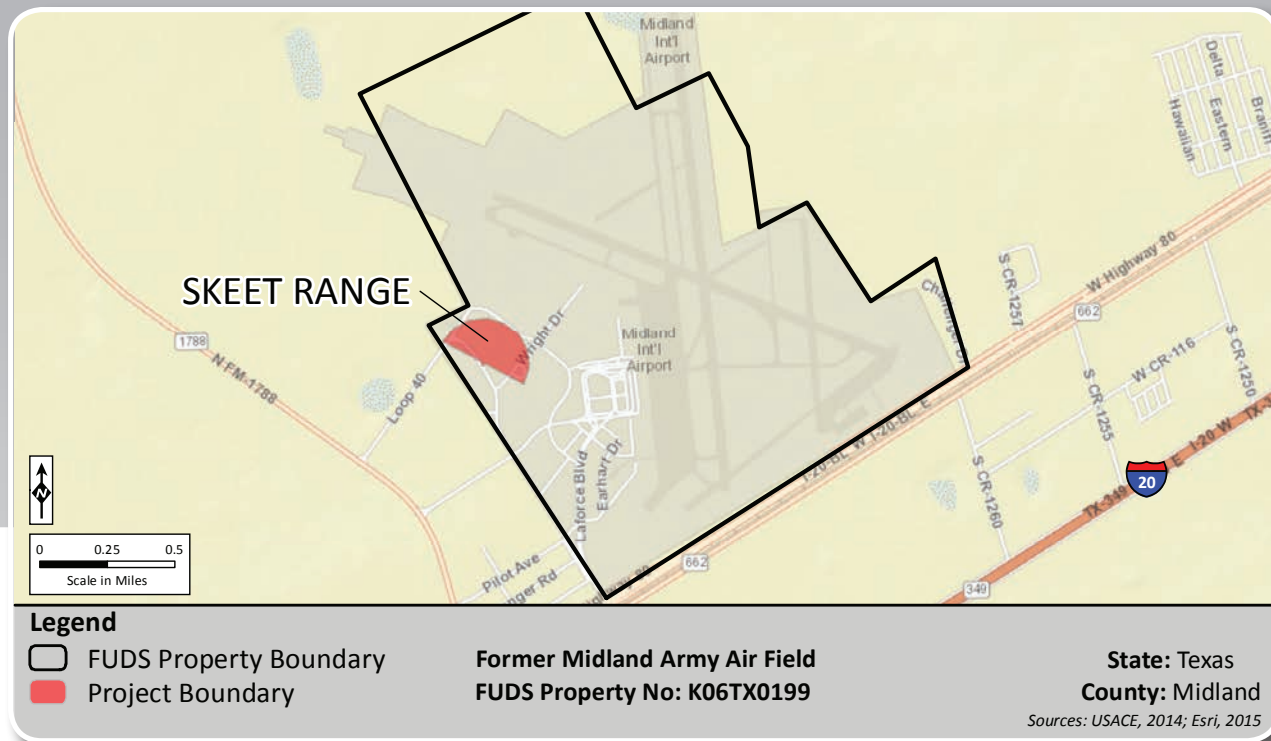 Midland
Int'l
Airport
Delta
Eastern
Hawaiian
Braniff
SKEET RANGE
Wright Dr
Midland
Int'l
Airport
Challenger Dr
S CR-1257
W Highway 80
662
1788
N FM-1788
Loop 40
W CR-116
S CR-1250
S CR-1255
I-20-BL W I-20-BL E
Laforce Blvd
Earhart Dr
S CR-1260
TX-349
E I-20 W
20
N
0 0.25 0.5
Scale in Miles
Pilot Ave
662
349
Legend
FUDS Property Boundary
Project Boundary
Former Midland Army Air Field
FUDS Property No: K06TX0199
State: Texas
County: Midland
Sources: USACE, 2014; Esri, 2015